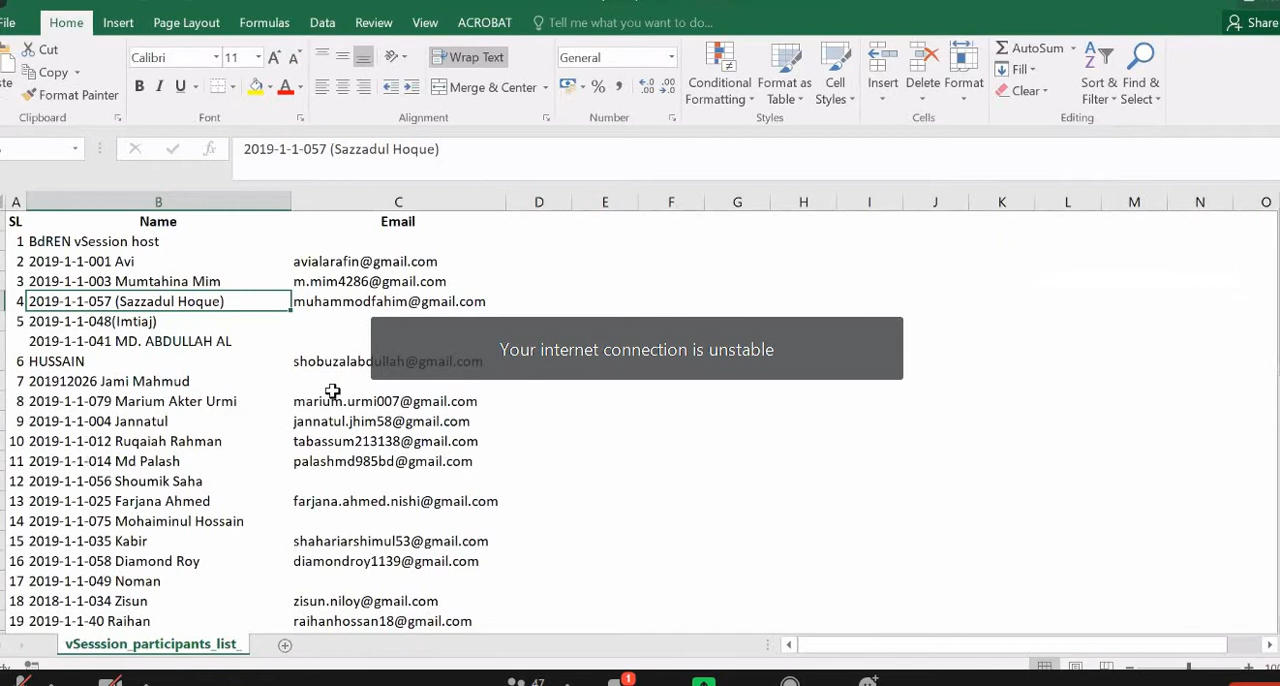 File Home Insert Page Layout Formulas Data Review View ACROBAT Tell me what you want to do... Share
Cut
Copy
Format Painter
Clipboard
Calibri 11 A A
B I U A
Font
Wrap Text
Merge & Center
Alignment
General
% , .0 .00
Number
Conditional Formatting
Format as Table
Cell Styles
Styles
Insert Delete Format
Cells
AutoSum
Fill
Clear
Sort & Filter
Find & Select
Editing
fx 2019-1-1-057 (Sazzadul Hoque)
A B C D E F G H I J K L M N O
SL Name Email
1 BdREN vSession host
2 2019-1-1-001 Avi avialarafin@gmail.com
3 2019-1-1-003 Mumtahina Mim m.mim4286@gmail.com
4 2019-1-1-057 (Sazzadul Hoque) muhammodfahim@gmail.com
5 2019-1-1-048(Imtiaj)
2019-1-1-041 MD. ABDULLAH AL
Your internet connection is unstable
6 HUSSAIN shobuzalabdullah@gmail.com
7 201912026 Jami Mahmud
8 2019-1-1-079 Marium Akter Urmi marium.urmi007@gmail.com
9 2019-1-1-004 Jannatul jannatul.jhim58@gmail.com
10 2019-1-1-012 Ruqaiah Rahman tabassum213138@gmail.com
11 2019-1-1-014 Md Palash palashmd985bd@gmail.com
12 2019-1-1-056 Shoumik Saha
13 2019-1-1-025 Farjana Ahmed farjana.ahmed.nishi@gmail.com
14 2019-1-1-075 Mohaiminul Hossain
15 2019-1-1-035 Kabir shahariarshimul53@gmail.com
16 2019-1-1-058 Diamond Roy diamondroy1139@gmail.com
17 2019-1-1-049 Noman
18 2018-1-1-034 Zisun zisun.niloy@gmail.com
19 2019-1-1-40 Raihan raihanhossan18@gmail.com
vSesssion_participants_list_
47 1